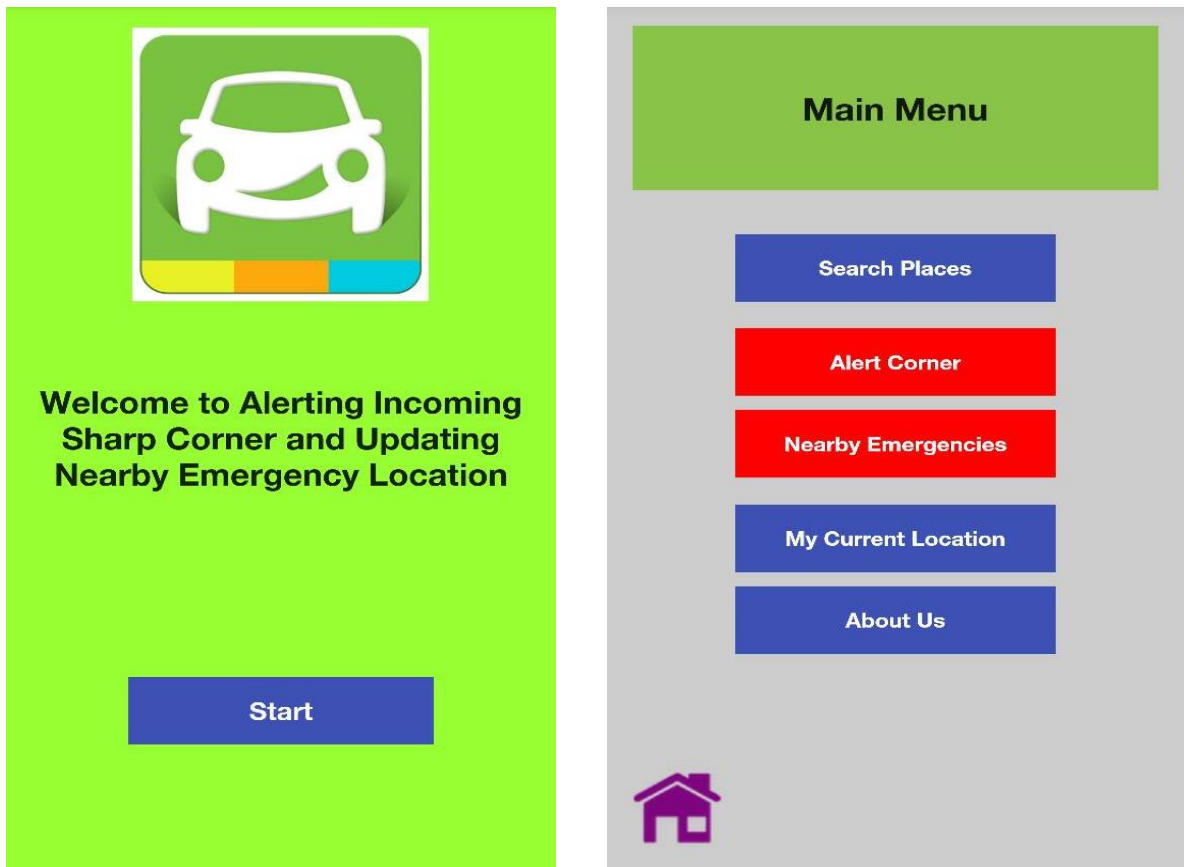 Welcome to Alerting Incoming
Sharp Corner and Updating
Nearby Emergency Location
Start
Main Menu
Search Places
Alert Corner
Nearby Emergencies
My Current Location
About Us